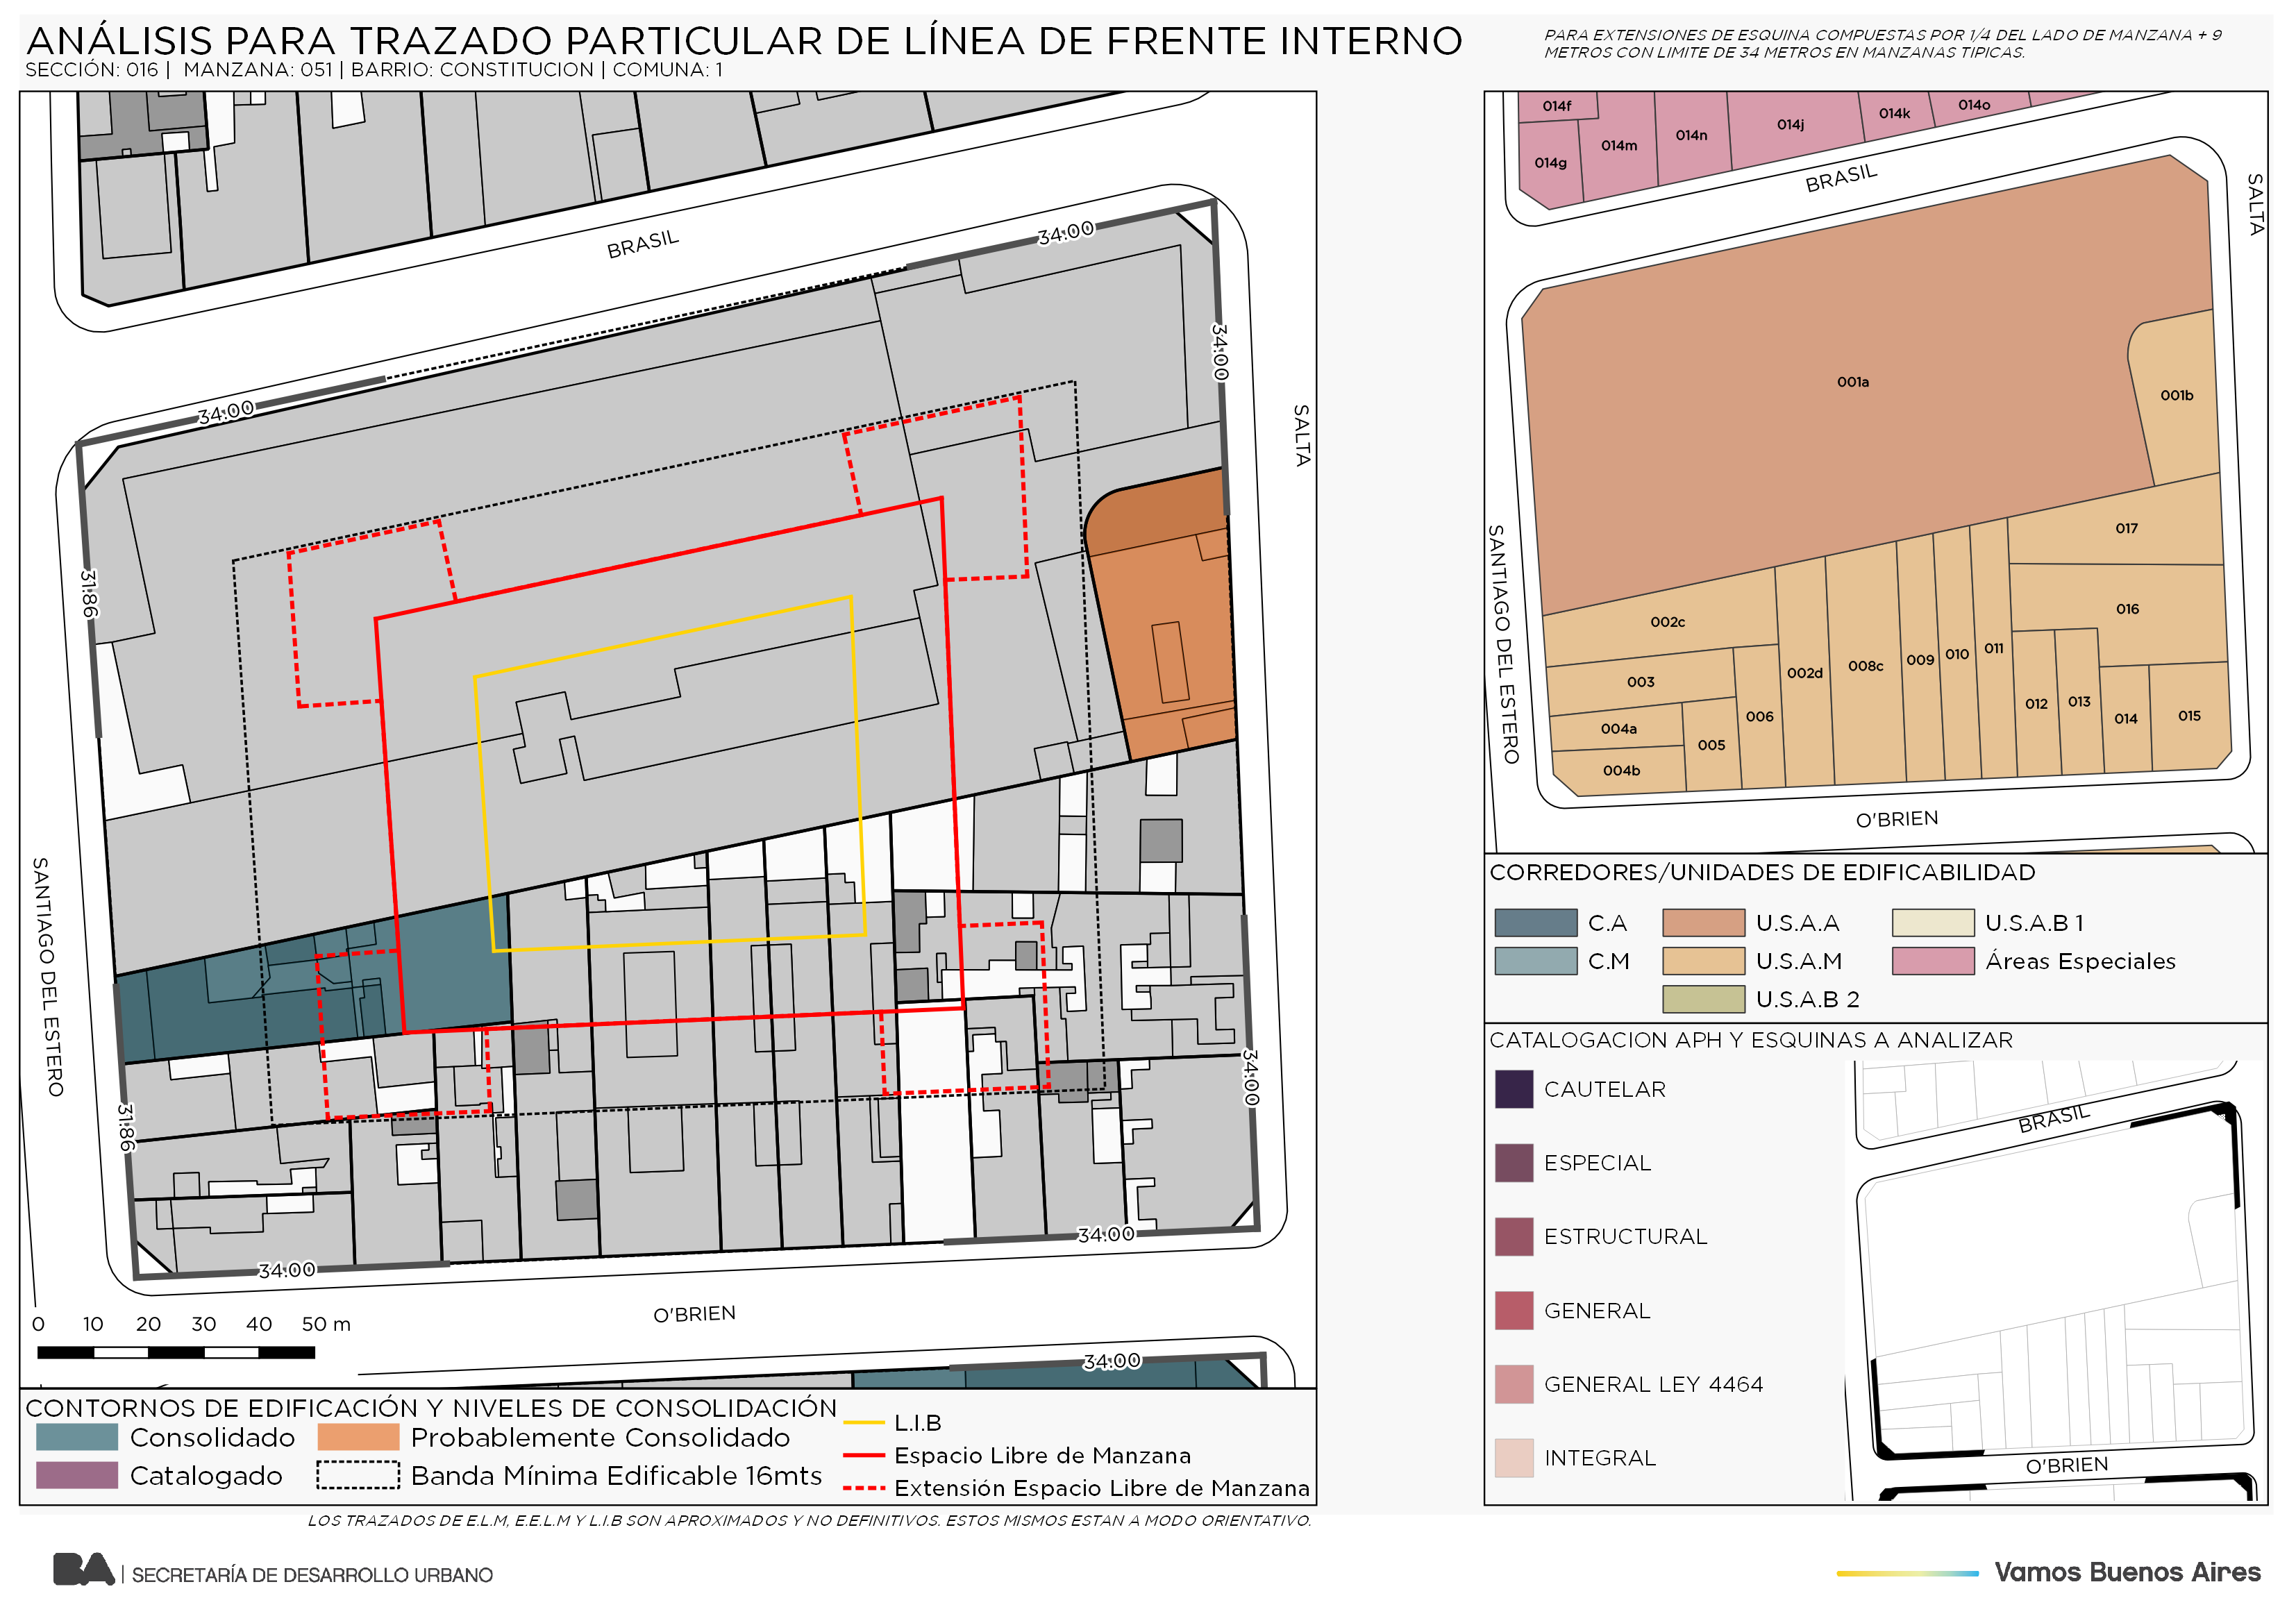 ANÁLISIS PARA TRAZADO PARTICULAR DE LÍNEA DE FRENTE INTERNO
SECCIÓN: 016 | MANZANA: 051 | BARRIO: CONSTITUCION | COMUNA: 1
PARA EXTENSIONES DE ESQUINA COMPUESTAS POR 1/4 DEL LADO DE MANZANA + 9
METROS CON LIMITE DE 34 METROS EN MANZANAS TIPICAS.
BRASIL
34.00
34.00
34.00
31.86
SALTA
SANTIAGO DEL ESTERO
31.86
34.00
34.00
34.00
O'BRIEN
34.00
0 10 20 30 40 50 m
CONTORNOS DE EDIFICACIÓN Y NIVELES DE CONSOLIDACIÓN
Consolidado
Probablemente Consolidado
Catalogado
Banda Mínima Edificable 16mts
L.I.B
Espacio Libre de Manzana
Extensión Espacio Libre de Manzana
LOS TRAZADOS DE E.L.M, E.E.L.M Y L.I.B SON APROXIMADOS Y NO DEFINITIVOS. ESTOS MISMOS ESTAN A MODO ORIENTATIVO.
014f
014g
014m
014n
014j
014k
014o
BRASIL
SALTA
001a
001b
SANTIAGO DEL ESTERO
017
002c
016
003
002d
008c
009
010
011
004a
006
012
013
014
015
005
004b
O'BRIEN
CORREDORES/UNIDADES DE EDIFICABILIDAD
C.A
U.S.A.A
U.S.A.B 1
C.M
U.S.A.M
Áreas Especiales
U.S.A.B 2
CATALOGACION APH Y ESQUINAS A ANALIZAR
CAUTELAR
ESPECIAL
ESTRUCTURAL
GENERAL
GENERAL LEY 4464
INTEGRAL
BRASIL
O'BRIEN
BA | SECRETARÍA DE DESARROLLO URBANO
Vamos Buenos Aires